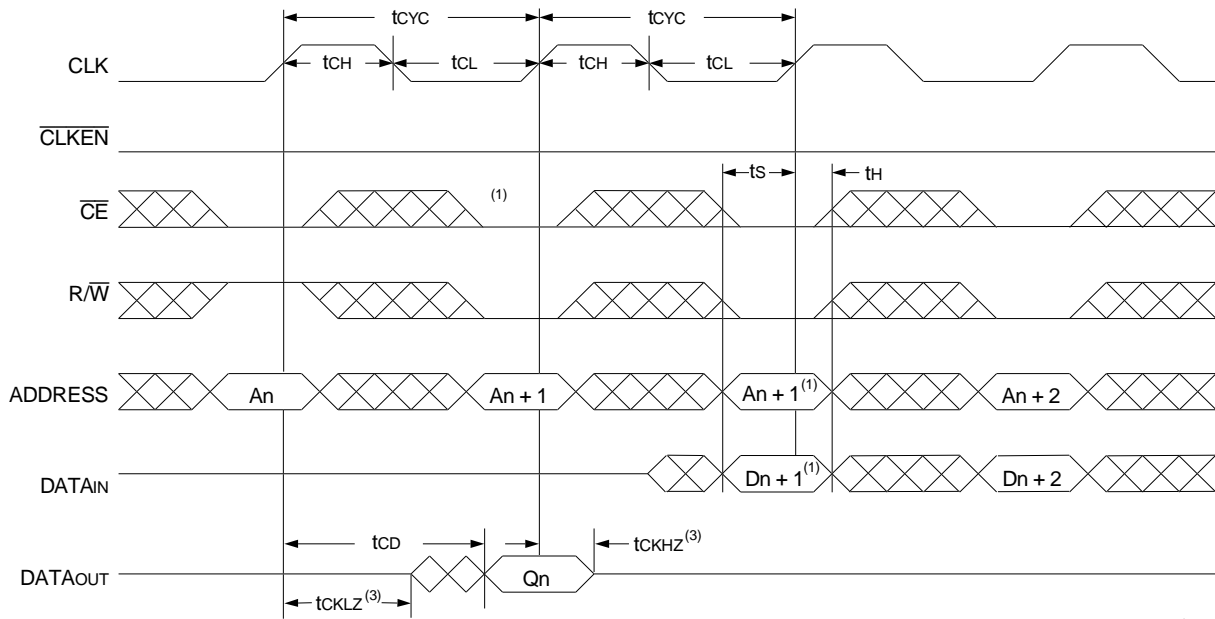 tCYC tCYC
CLK tCH tCL tCH tCL
CLKEN
tS tH
CE (1)
R/W
ADDRESS An An + 1 An + 1(1) An + 2
DATAIN Dn + 1(1) Dn + 2
tCD tCKHZ(3)
DATAOUT Qn
tCKLZ(3)